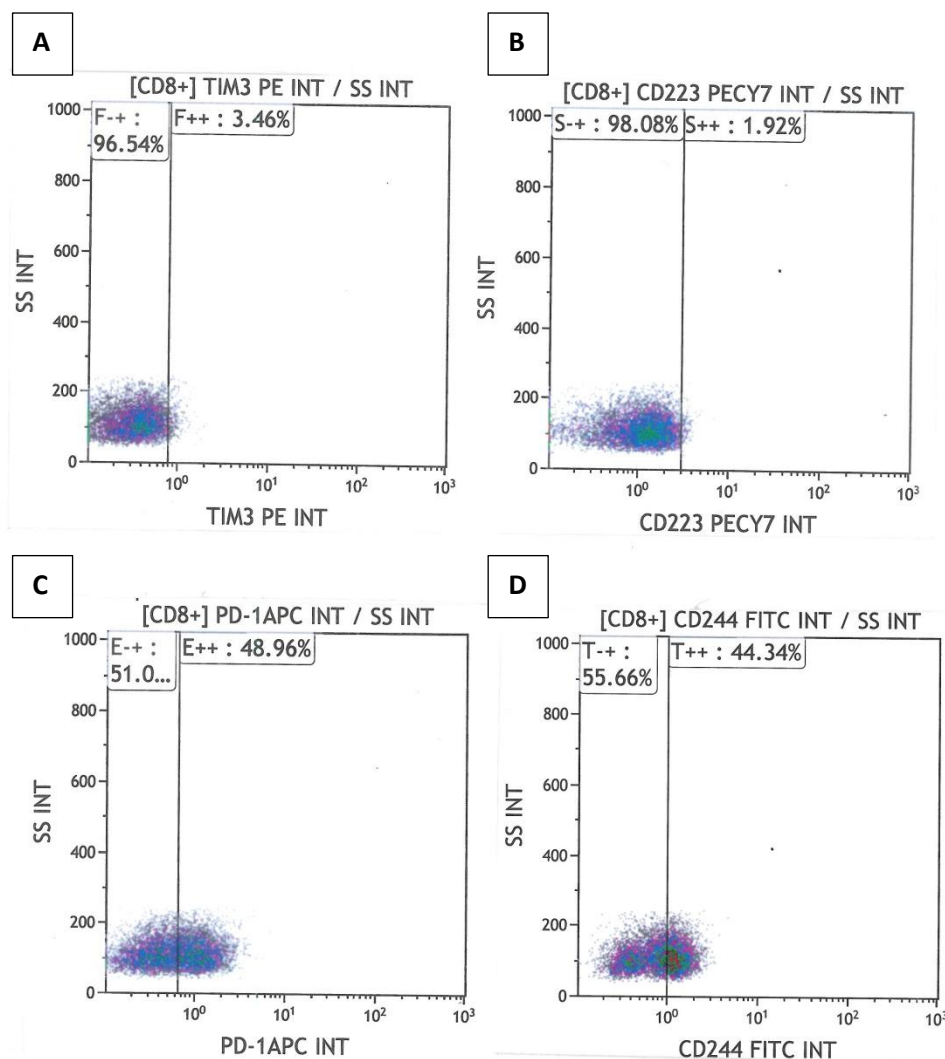 A
[CD8+] TIM3 PE INT / SS INT
F-+ :
96.54%
F++ : 3.46%
1000
800
600
400
200
0
SS INT
10⁰
10¹
10²
10³
TIM3 PE INT
B
[CD8+] CD223 PECY7 INT / SS INT
S-+ : 98.08%
S++ : 1.92%
1000
800
600
400
200
0
SS INT
10⁰
10¹
10²
10³
CD223 PECY7 INT
C
[CD8+] PD-1APC INT / SS INT
E-+ :
51.0...
E++ : 48.96%
1000
800
600
400
200
0
SS INT
10⁰
10¹
10²
10³
PD-1APC INT
D
[CD8+] CD244 FITC INT / SS INT
T-+ :
55.66%
T++ : 44.34%
1000
800
600
400
200
0
SS INT
10⁰
10¹
10²
10³
CD244 FITC INT